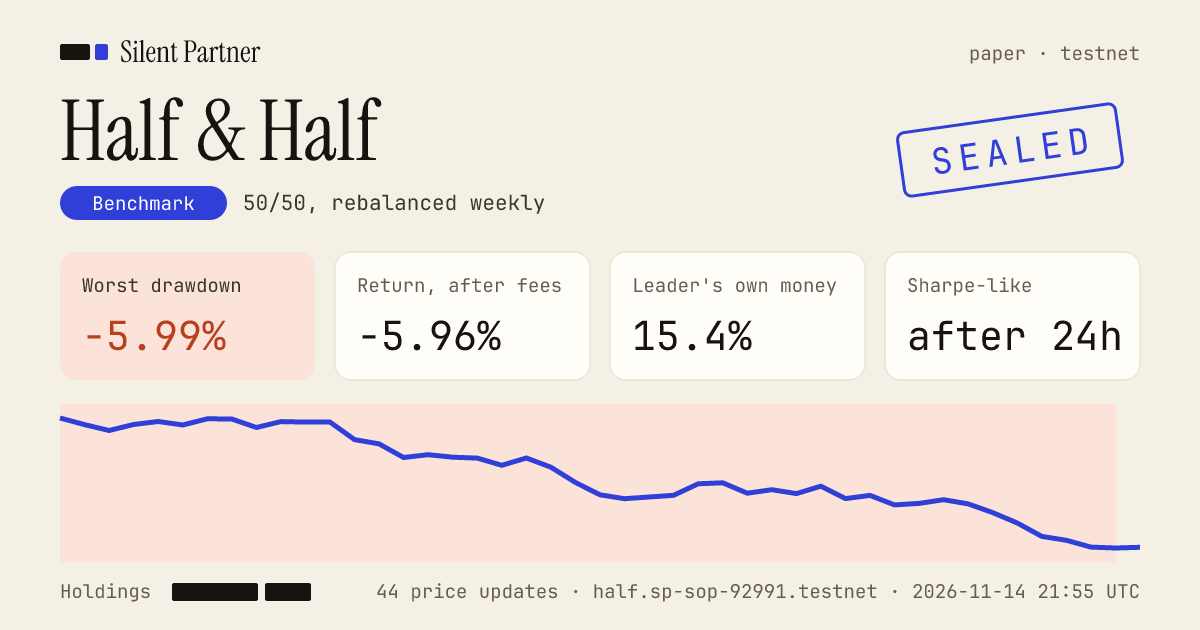 Silent Partner
paper · testnet
Half & Half
SEALED
Benchmark
50/50, rebalanced weekly
Worst drawdown
-5.99%
Return, after fees
-5.96%
Leader's own money
15.4%
Sharpe-like
after 24h
Holdings
44 price updates · half.sp-sop-92991.testnet · 2026-11-14 21:55 UTC